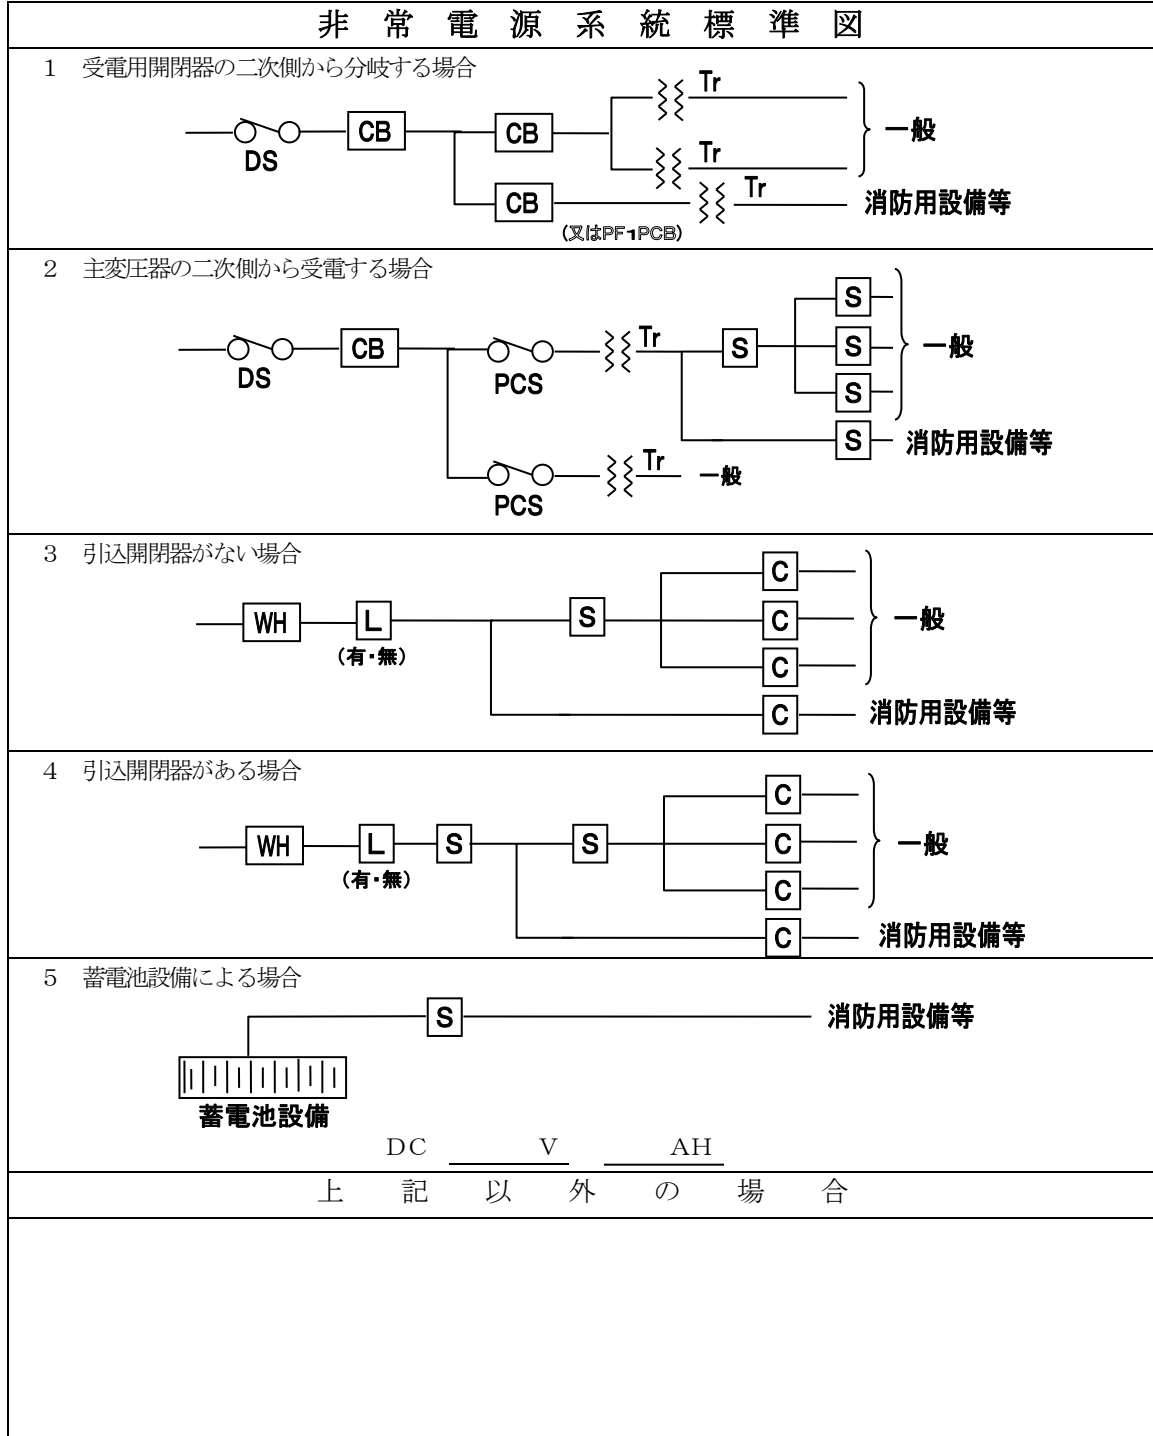 非常電源系統標準図
1 受電用開閉器の二次側から分岐する場合
Tr
CB
CB
一般
DS
Tr
CB
Tr
消防用設備等
(又はPF1PCB)
2 主変圧器の二次側から受電する場合
S
DS
CB
PCS
Tr
S
S
一般
S
S
消防用設備等
PCS
Tr
一般
3 引込開閉器がない場合
C
WH
L
(有・無)
S
C
一般
C
C
消防用設備等
4 引込開閉器がある場合
C
WH
L
(有・無)
S
S
C
一般
C
C
消防用設備等
5 蓄電池設備による場合
S
消防用設備等
蓄電池設備
DC V AH
上記以外の場合